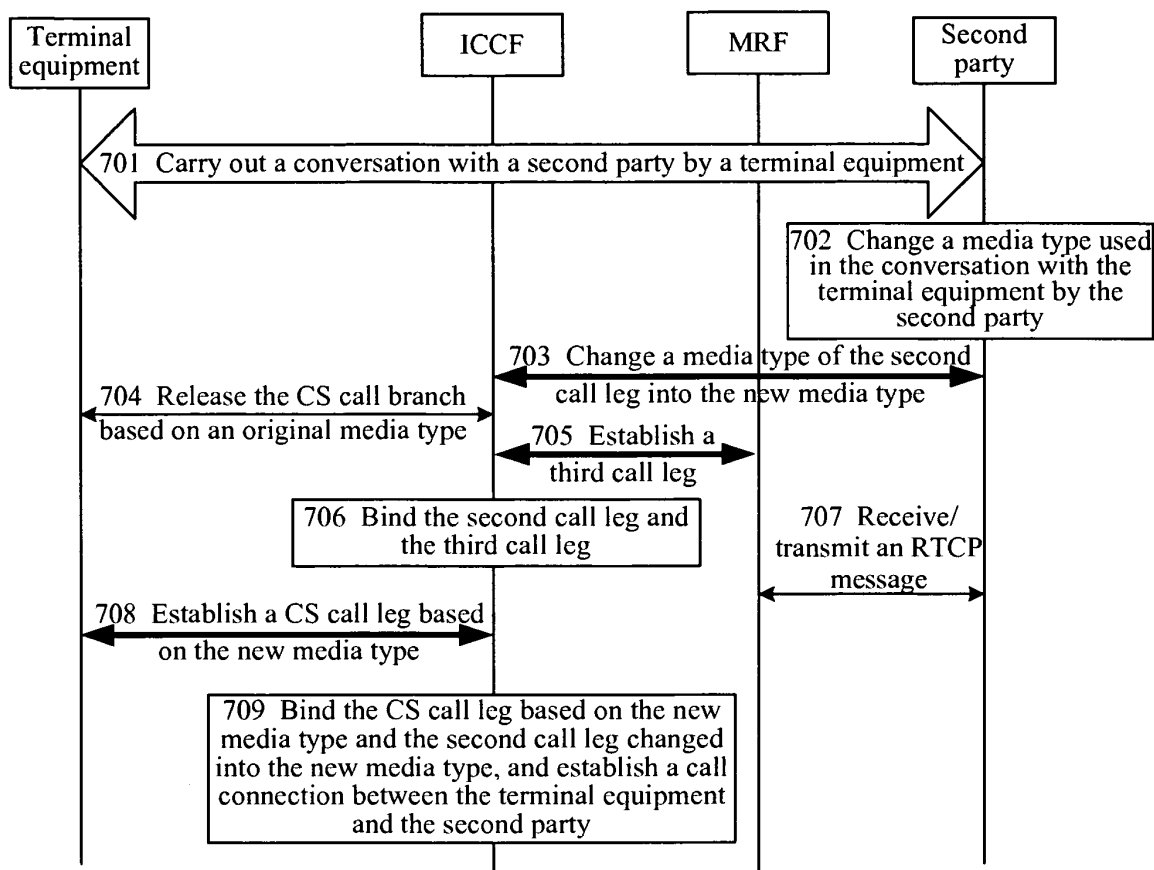 Terminal
equipment
ICCF
MRF
Second
party
701 Carry out a conversation with a second party by a terminal equipment
702 Change a media type used
in the conversation with the
terminal equipment by the
second party
703 Change a media type of the second
call leg into the new media type
704 Release the CS call branch
based on an original media type
705 Establish a
third call leg
706 Bind the second call leg and
the third call leg
707 Receive/
transmit an RTCP
message
708 Establish a CS call leg based
on the new media type
709 Bind the CS call leg based on the new
media type and the second call leg changed
into the new media type, and establish a call
connection between the terminal equipment
and the second party